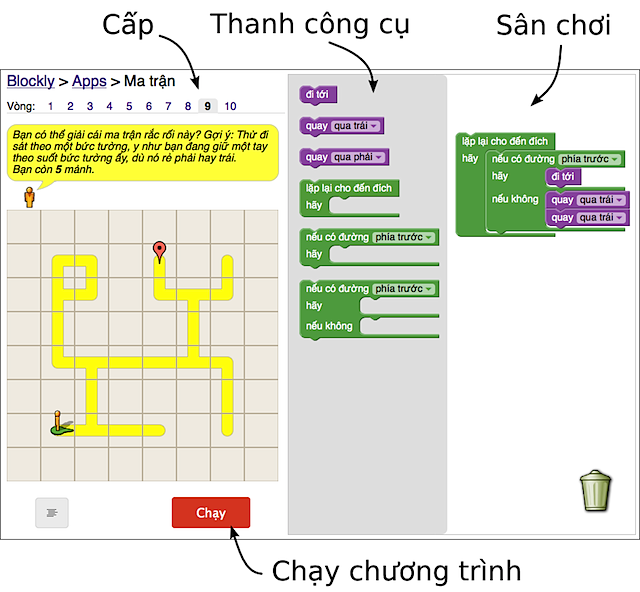 Cấp
Thanh công cụ
Sân chơi
Blockly > Apps > Ma trận
Vòng: 1 2 3 4 5 6 7 8 9 10
Bạn có thể giải cái ma trận rắc rối này? Gợi ý: Thử đi
sát theo một bức tường, y như bạn đang giữ một tay
theo suốt bức tường ấy, dù nó rẻ phải hay trái.
Bạn còn 5 mảnh.
Chạy
đi tới
quay qua trái
quay qua phải
lặp lại cho đến đích
hãy
nếu có đường phía trước
hãy
nếu có đường phía trước
hãy
nếu không
lặp lại cho đến đích
hãy nếu có đường phía trước
hãy đi tới
nếu không quay qua trái
quay qua trái
Chạy chương trình